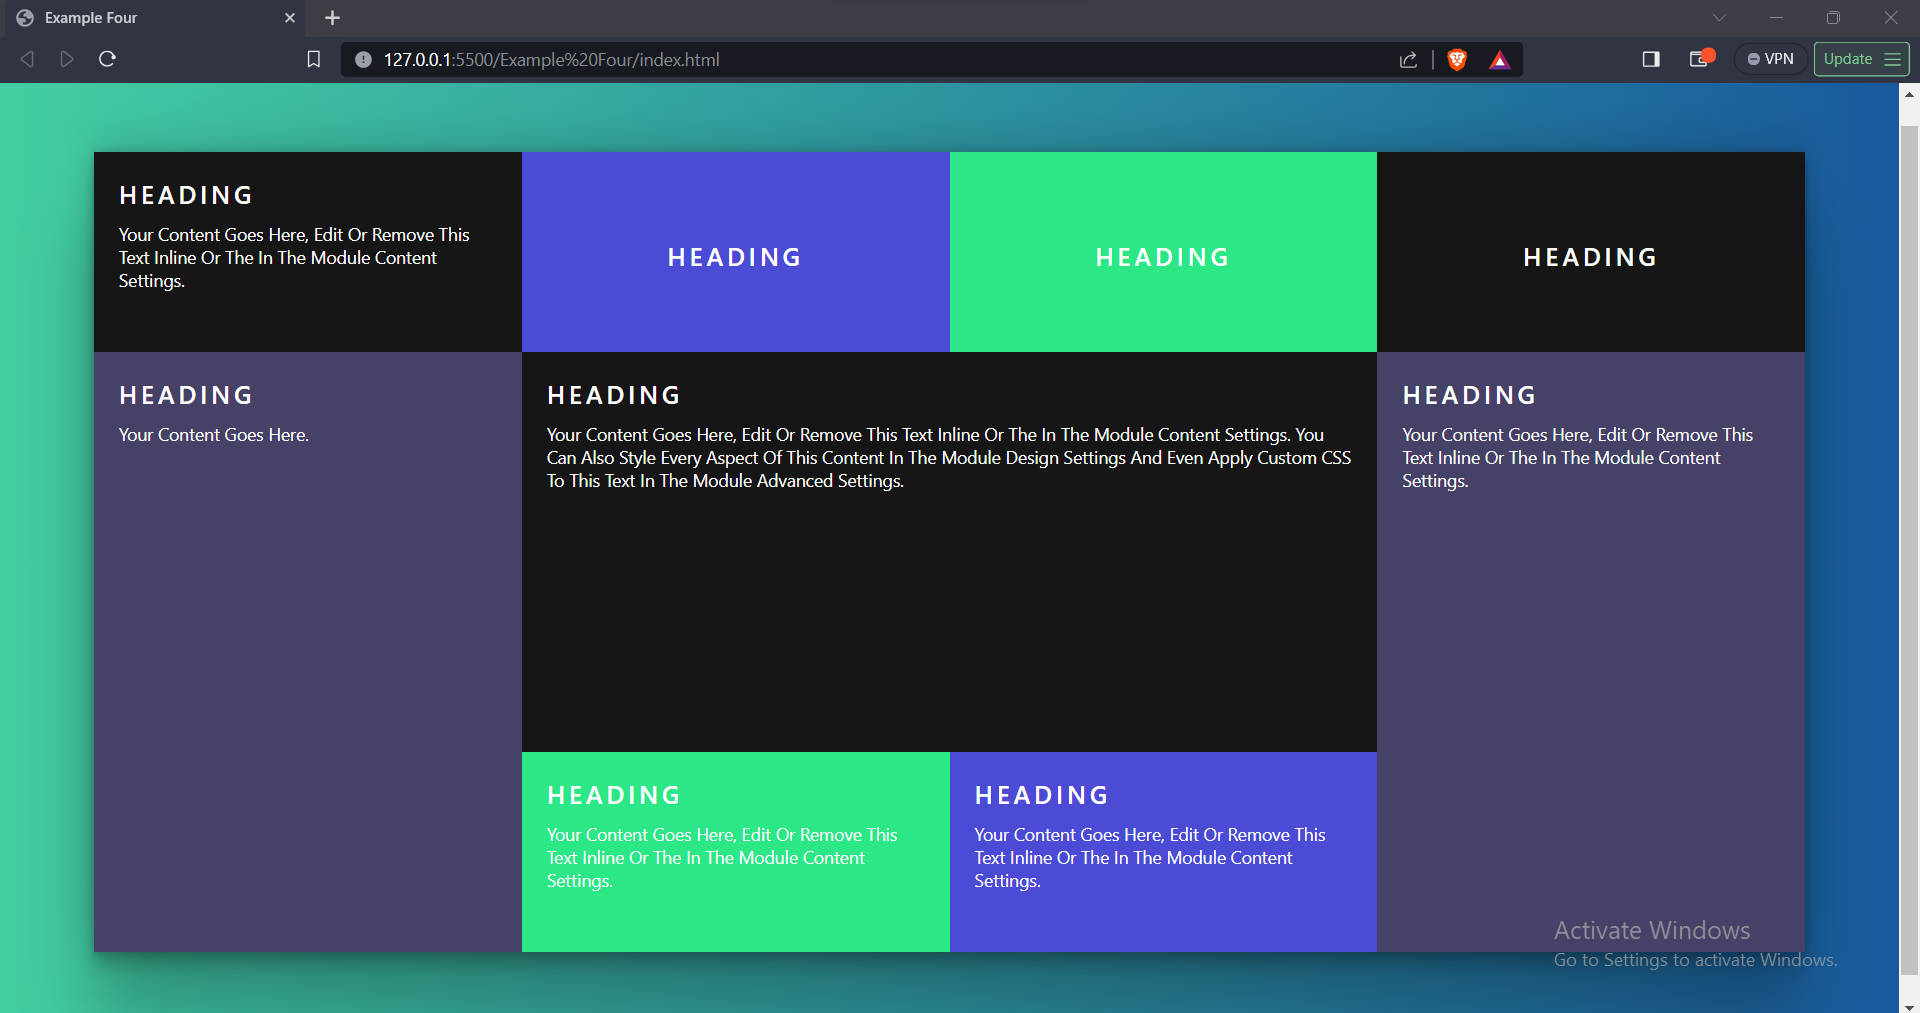 Example Four
127.0.0.1:5500/Example%20Four/index.html
VPN
Update
HEADING
Your Content Goes Here, Edit Or Remove This
Text Inline Or The In The Module Content
Settings.
HEADING
HEADING
HEADING
HEADING
Your Content Goes Here.
HEADING
Your Content Goes Here, Edit Or Remove This Text Inline Or The In The Module Content Settings. You
Can Also Style Every Aspect Of This Content In The Module Design Settings And Even Apply Custom CSS
To This Text In The Module Advanced Settings.
HEADING
Your Content Goes Here, Edit Or Remove This
Text Inline Or The In The Module Content
Settings.
HEADING
Your Content Goes Here, Edit Or Remove This
Text Inline Or The In The Module Content
Settings.
HEADING
Your Content Goes Here, Edit Or Remove This
Text Inline Or The In The Module Content
Settings.
Activate Windows
Go to Settings to activate Windows.